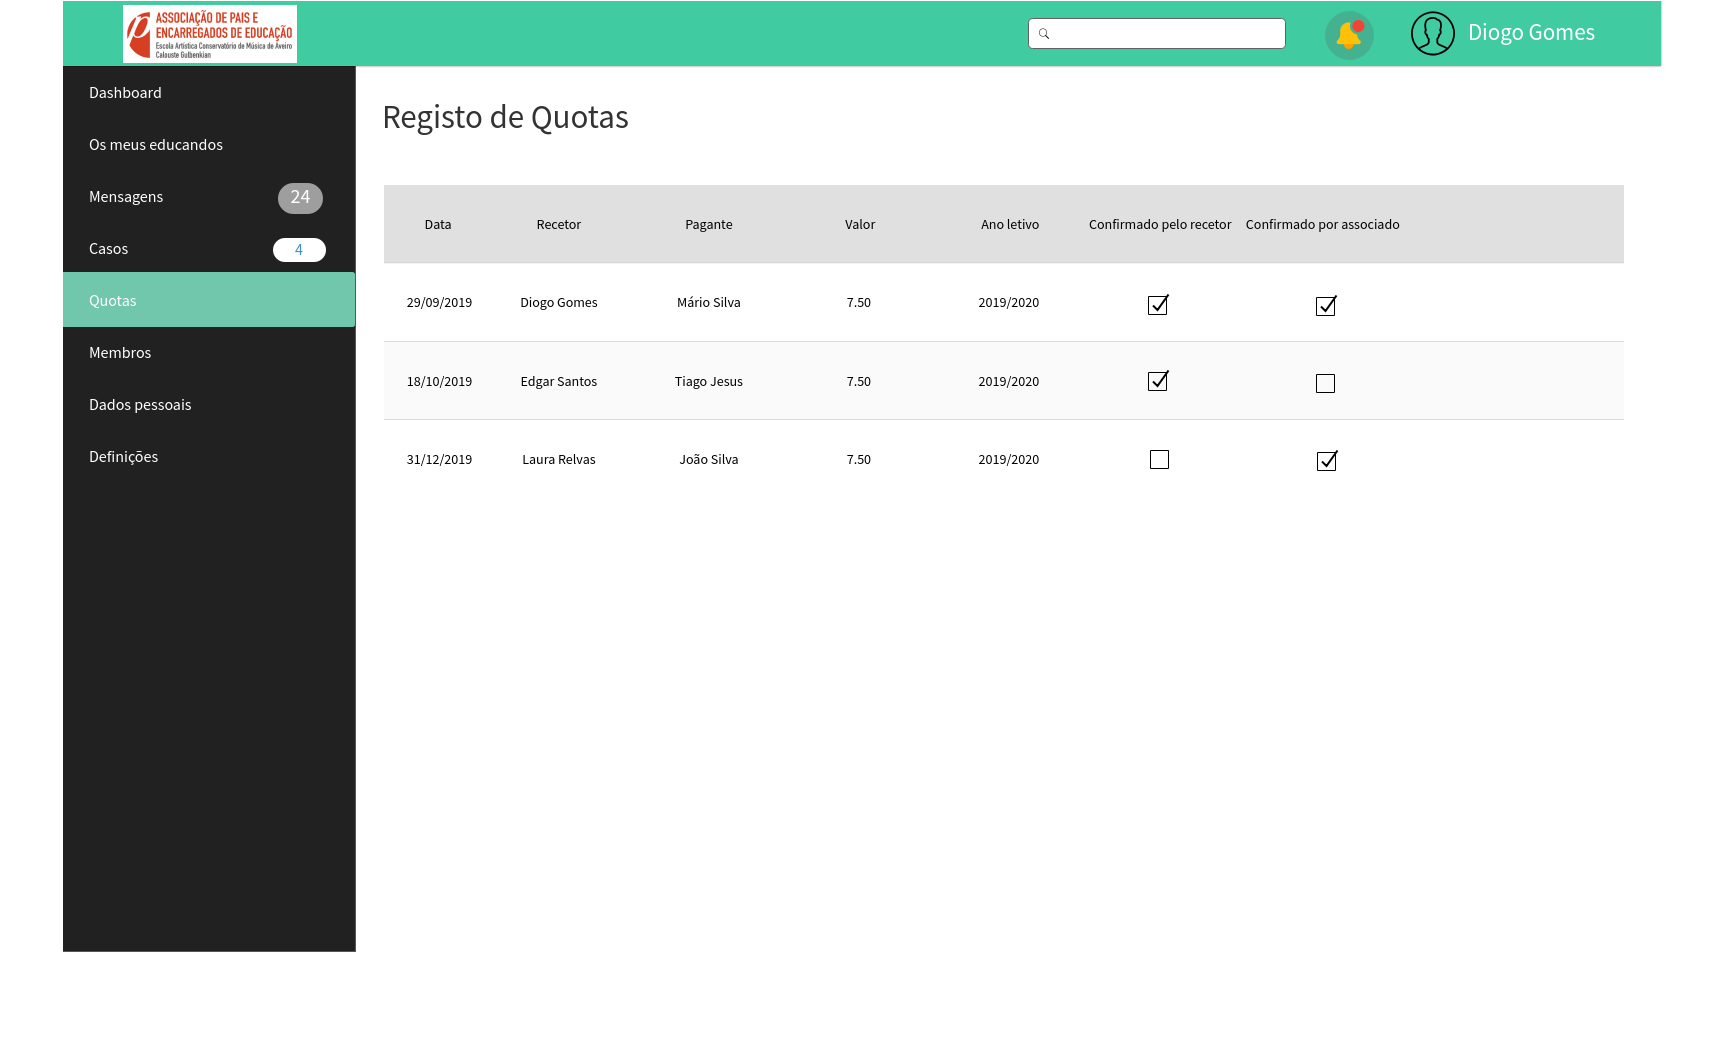 ASSOCIAÇÃO DE PAIS E
ENCARREGADOS DE EDUCAÇÃO
Escola Artística Conservatório de Música de Aveiro
Calouste Gulbenkian
Diogo Gomes
Dashboard
Os meus educandos
Mensagens 24
Casos 4
Quotas
Membros
Dados pessoais
Definições
Registo de Quotas
Data Recetor Pagante Valor Ano letivo Confirmado pelo recetor Confirmado por associado
29/09/2019 Diogo Gomes Mário Silva 7.50 2019/2020
18/10/2019 Edgar Santos Tiago Jesus 7.50 2019/2020
31/12/2019 Laura Relvas João Silva 7.50 2019/2020